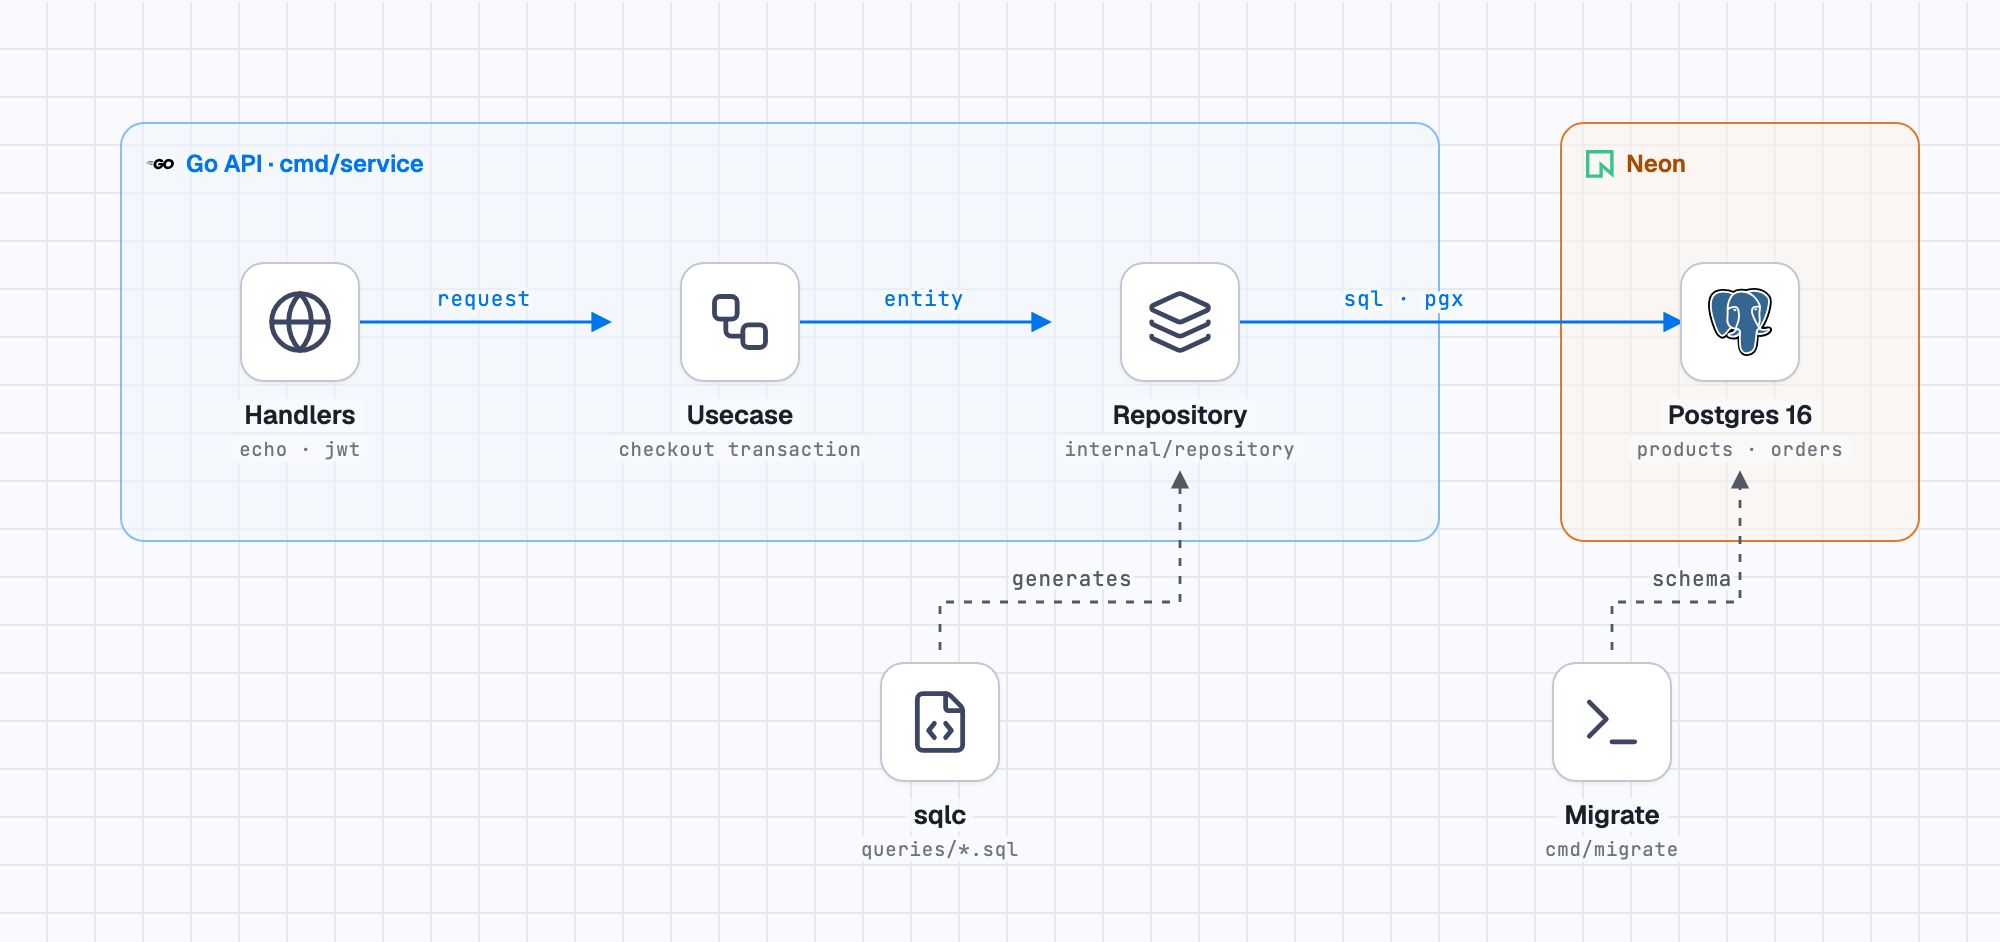 GO Go API · cmd/service
Neon
request
entity
sql · pgx
Handlers
echo · jwt
Usecase
checkout transaction
Repository
internal/repository
Postgres 16
products · orders
generates
schema
sqlc
queries/*.sql
Migrate
cmd/migrate